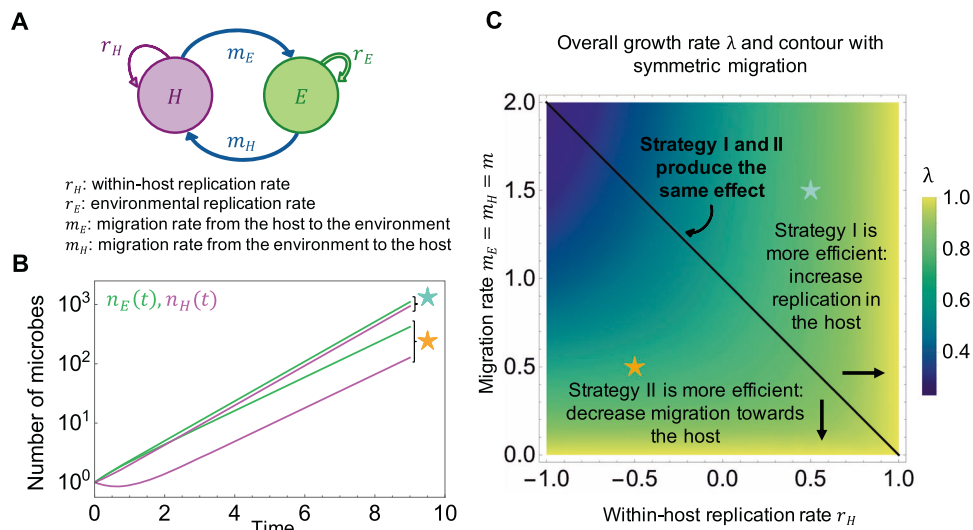 A
r_H
m_E
r_E
H
E
m_H
r_H: within-host replication rate
r_E: environmental replication rate
m_E: migration rate from the host to the environment
m_H: migration rate from the environment to the host
B
n_E(t), n_H(t)
Number of microbes
10^3
10^2
10^1
10^0
0
2
4
6
8
10
Time
C
Overall growth rate λ and contour with
symmetric migration
Migration rate m_E = m_H = m
2.0
1.5
1.0
0.5
0.0
Strategy I and II
produce the
same effect
Strategy I is
more efficient:
increase
replication in
the host
Strategy II is more efficient:
decrease migration towards
the host
−1.0
−0.5
0.0
0.5
1.0
Within-host replication rate r_H
λ
1.0
0.8
0.6
0.4